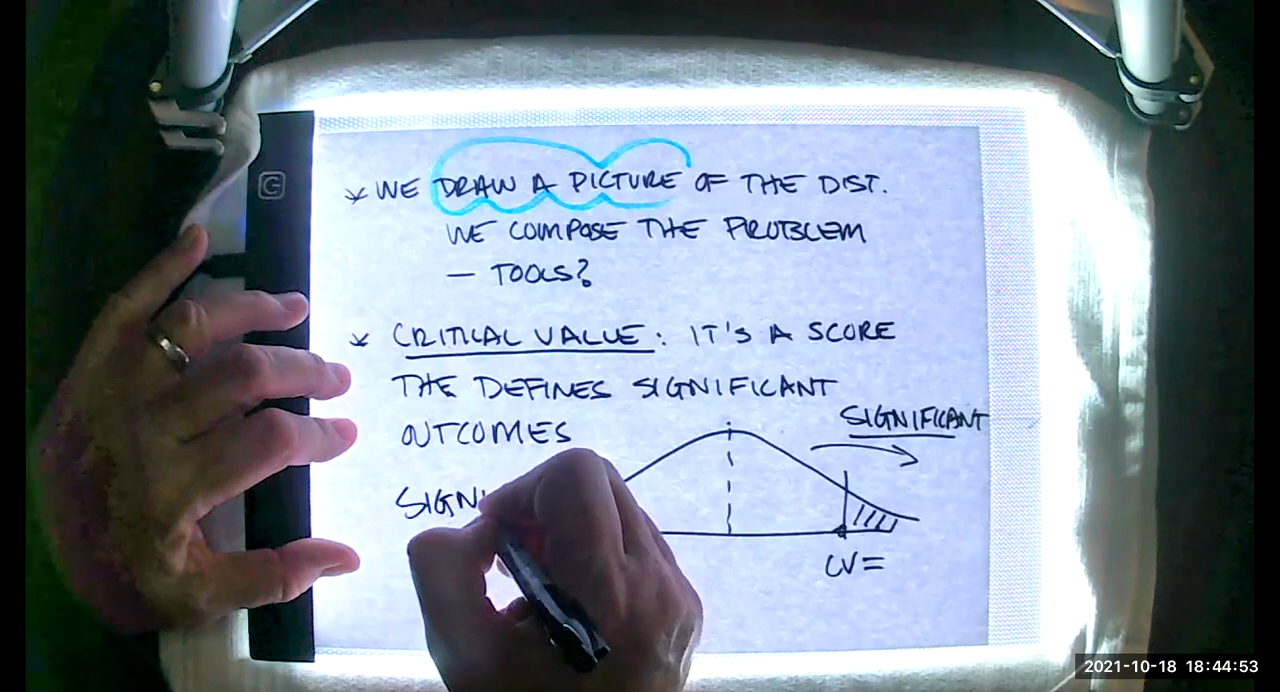 * WE DRAW A PICTURE OF THE DIST.
WE COMPOSE THE PROBLEM
— TOOLS?
* CRITICAL VALUE: IT'S A SCORE
THE DEFINES SIGNIFICANT
OUTCOMES
SIGNIFICANT
SIGNI
CV=
G
2021-10-18 18:44:53